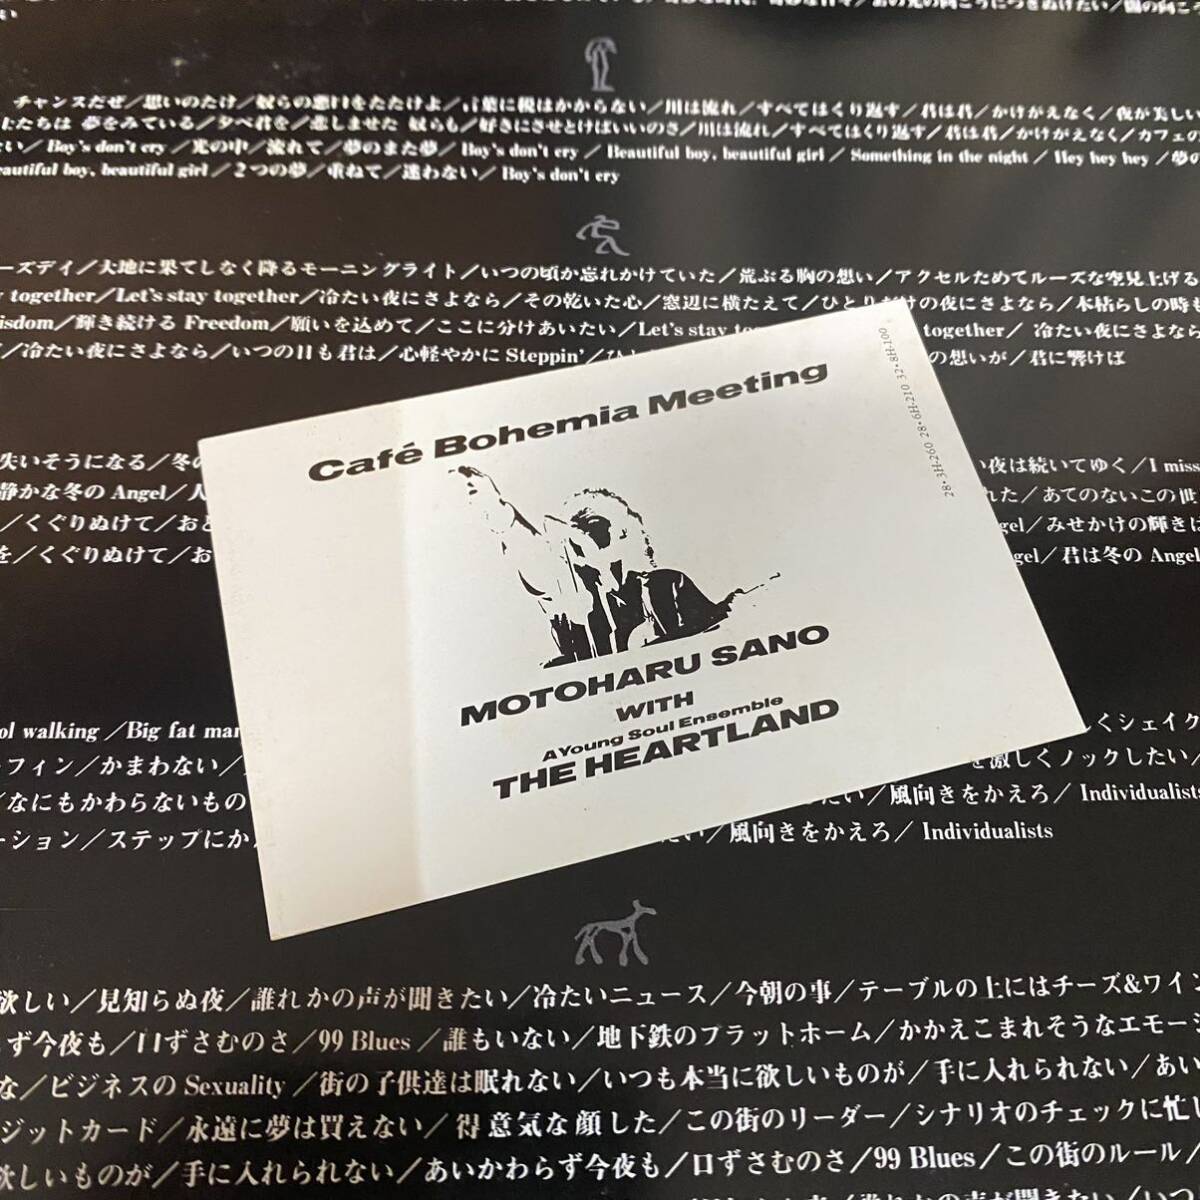 チャンスだぜ／思いのたけ／奴らの悪口をたたけよ／言葉に税はかからない／川は流れ／すべてはくり返す／君は君／かけがえなく／夜が美しい
たちは 夢をみている／夕べ君を／悲しませた 奴らも／好きにさせとけばいいのさ／川は流れ／すべてはくり返す／君は君／かけがえなく／カフェの
い／Boy's don't cry／光の中／流れて／夢のまた夢／Boy's don't cry／Beautiful boy, beautiful girl／Something in the night／Hey hey hey／夢の
eautiful boy, beautiful girl／2つの夢／重ねて／迷わない／Boy's don't cry
ーズデイ／大地に果てしなく降るモーニングライト／いつの頃か忘れかけていた／荒ぶる胸の想い／アクセルためてルーズな空見上げる
y together／Let's stay together／冷たい夜にさよなら／その乾いた心／窓辺に横たえて／ひとりだけの夜にさよなら／木枯らしの時も
isdom／輝き続ける Freedom／願いを込めて／ここに分けあいたい／Let's stay together／冷たい夜にさよなら
／冷たい夜にさよなら／いつの日も君は／心軽やかに Steppin'／ の想いが／君に響けば
Café Bohemia Meeting
28・3H-260 28・6H-210 32・8H-100
MOTOHARU SANO
WITH
A Young Soul Ensemble
THE HEARTLAND
失いそうになる／冬の い夜は続いてゆく／I miss
静かな冬の Angel／ れた／あてのないこの世
／くぐりぬけて／おと gel／みせかけの輝きは
を／くぐりぬけて／お gel／君は冬の Angel
ol walking／Big fat mar しくシェイク
ーフィン／かまわない／ を激しくノックしたい／
／なにもかわらないもの たい／風向きをかえろ／Individualists
ーション／ステップにか たい／風向きをかえろ／Individualists
欲しい／見知らぬ夜／誰れかの声が聞きたい／冷たいニュース／今朝の事／テーブルの上にはチーズ&ワイン
らず今夜も／口ずさむのさ／99 Blues／誰もいない／地下鉄のプラットホーム／かかえこまれそうなエモーシ
な／ビジネスの Sexuality／街の子供達は眠れない／いつも本当に欲しいものが／手に入れられない／あい
ジットカード／永遠に夢は買えない／得意気な顔した／この街のリーダー／シナリオのチェックに忙し
欲しいものが／手に入れられない／あいかわらず今夜も／口ずさむのさ／99 Blues／この街のルール／